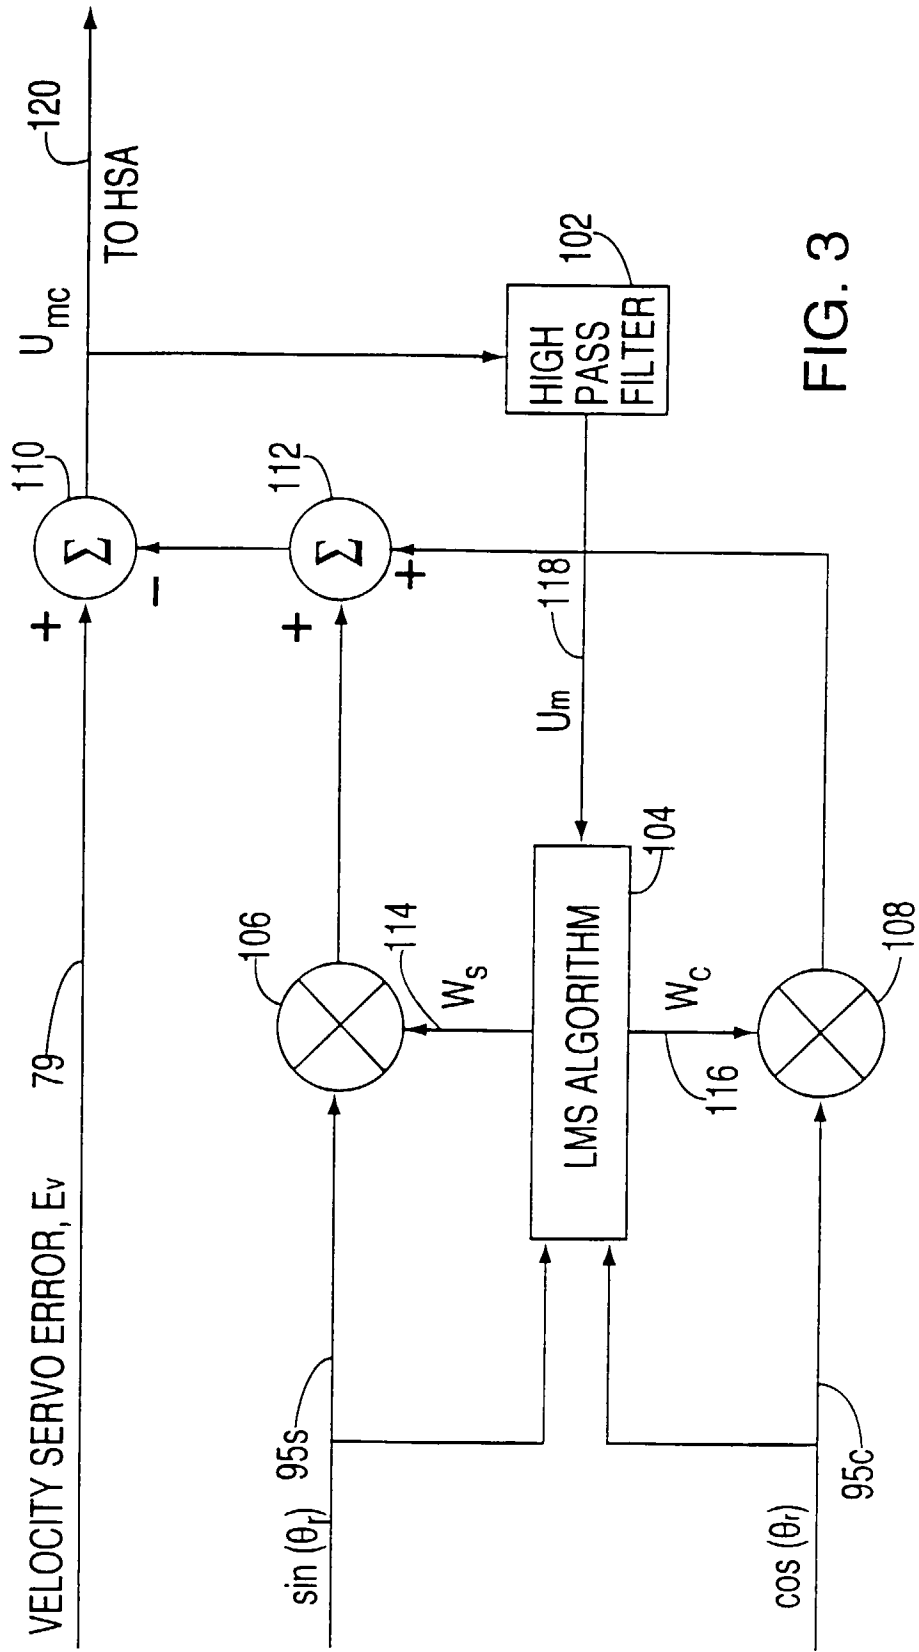 VELOCITY SERVO ERROR, Ev
79
+
-
Σ
110
Umc
120
TO HSA
sin (θr)
95s
106
+
+
Σ
112
Ws
114
LMS ALGORITHM
104
Um
118
HIGH
PASS
FILTER
102
Wc
116
cos (θr)
95c
108
FIG. 3